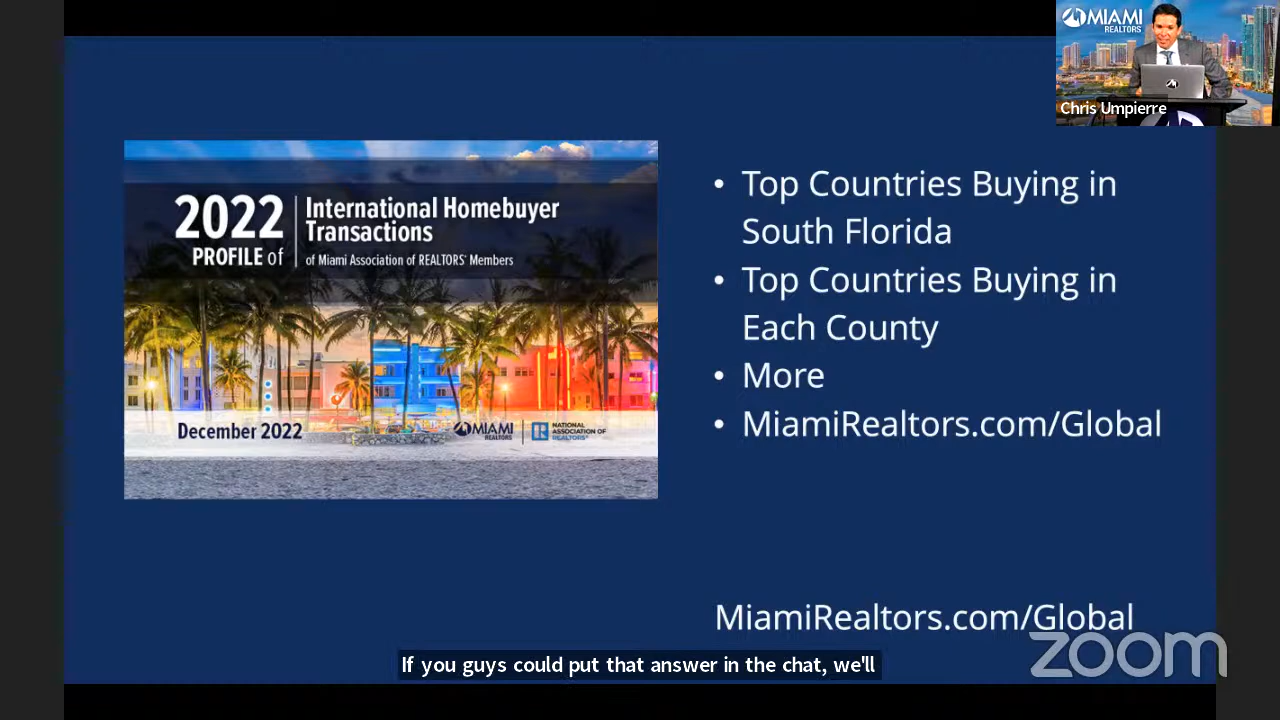 MIAMI
REALTORS
Chris Umpierre
2022
PROFILE of
International Homebuyer
Transactions
of Miami Association of REALTORS® Members
December 2022
MIAMI
REALTORS
NATIONAL
ASSOCIATION OF
REALTORS®
• Top Countries Buying in
South Florida
• Top Countries Buying in
Each County
• More
• MiamiRealtors.com/Global
MiamiRealtors.com/Global
zoom
If you guys could put that answer in the chat, we'll